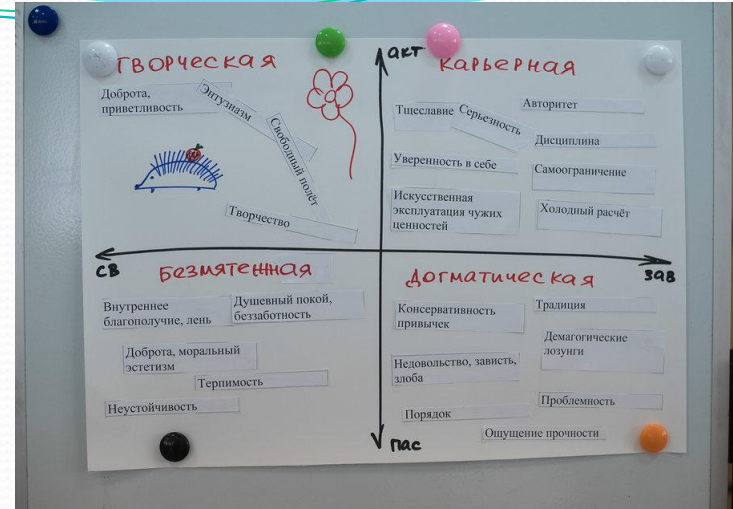 ТВОРЧЕСКАЯ
Доброта,
приветливость
Энтузиазм
Свободный полёт
Творчество
АКТ
КАРЬЕРНАЯ
Тщеславие
Серьезность
Авторитет
Дисциплина
Уверенность в себе
Самоограничение
Искусственная
эксплуатация чужих
ценностей
Холодный расчёт
СВ
ЗАВ
БЕЗМЯТЕЖНАЯ
Внутреннее
благополучие, лень
Душевный покой,
беззаботность
Доброта, моральный
эстетизм
Терпимость
Неустойчивость
ДОГМАТИЧЕСКАЯ
Консервативность
привычек
Традиция
Демагогические
лозунги
Недовольство, зависть,
злоба
Проблемность
Порядок
Ощущение прочности
ПАС